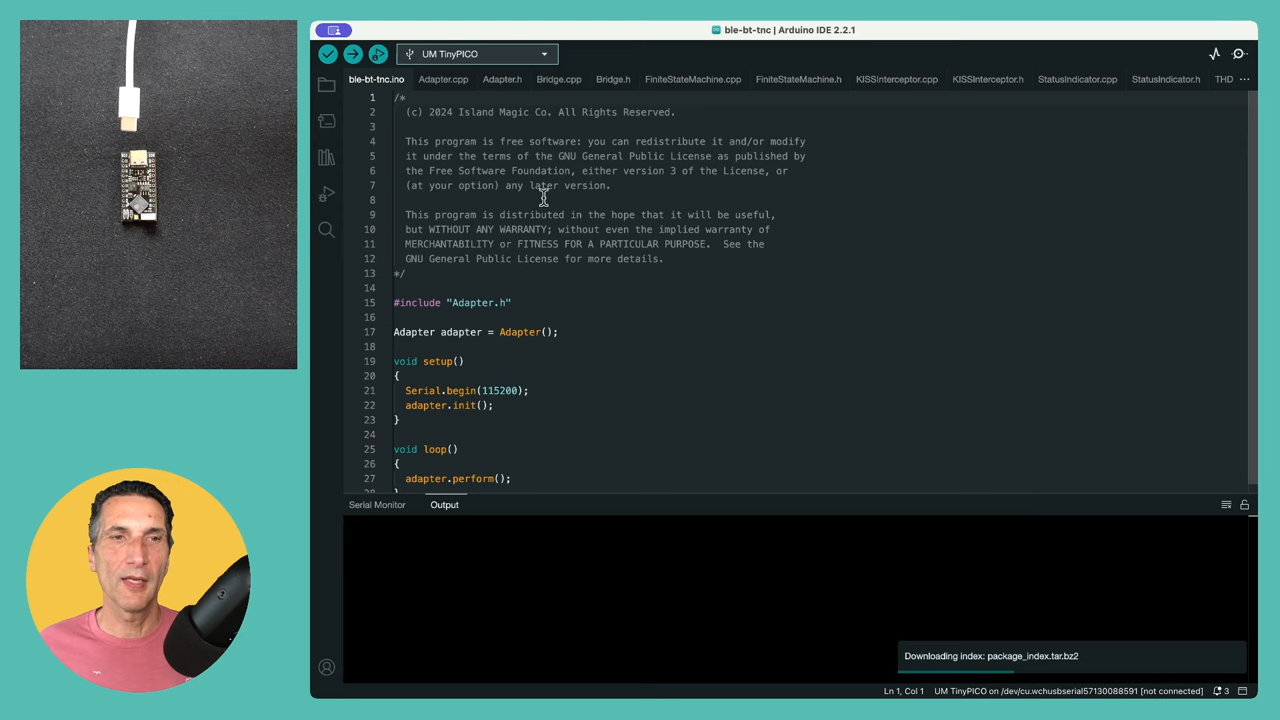 ble-bt-tnc | Arduino IDE 2.2.1
UM TinyPICO
ble-bt-tnc.ino Adapter.cpp Adapter.h Bridge.cpp Bridge.h FiniteStateMachine.cpp FiniteStateMachine.h KISSInterceptor.cpp KISSInterceptor.h StatusIndicator.cpp StatusIndicator.h THD ...
1 /*
2 (c) 2024 Island Magic Co. All Rights Reserved.
3
4 This program is free software: you can redistribute it and/or modify
5 it under the terms of the GNU General Public License as published by
6 the Free Software Foundation, either version 3 of the License, or
7 (at your option) any later version.
8
9 This program is distributed in the hope that it will be useful,
10 but WITHOUT ANY WARRANTY; without even the implied warranty of
11 MERCHANTABILITY or FITNESS FOR A PARTICULAR PURPOSE. See the
12 GNU General Public License for more details.
13 */
14
15 #include "Adapter.h"
16
17 Adapter adapter = Adapter();
18
19 void setup()
20 {
21 Serial.begin(115200);
22 adapter.init();
23 }
24
25 void loop()
26 {
27 adapter.perform();
28 }
Serial Monitor Output
Downloading index: package_index.tar.bz2
Ln 1, Col 1 UM TinyPICO on /dev/cu.wchusbserial57130088591 [not connected] 3